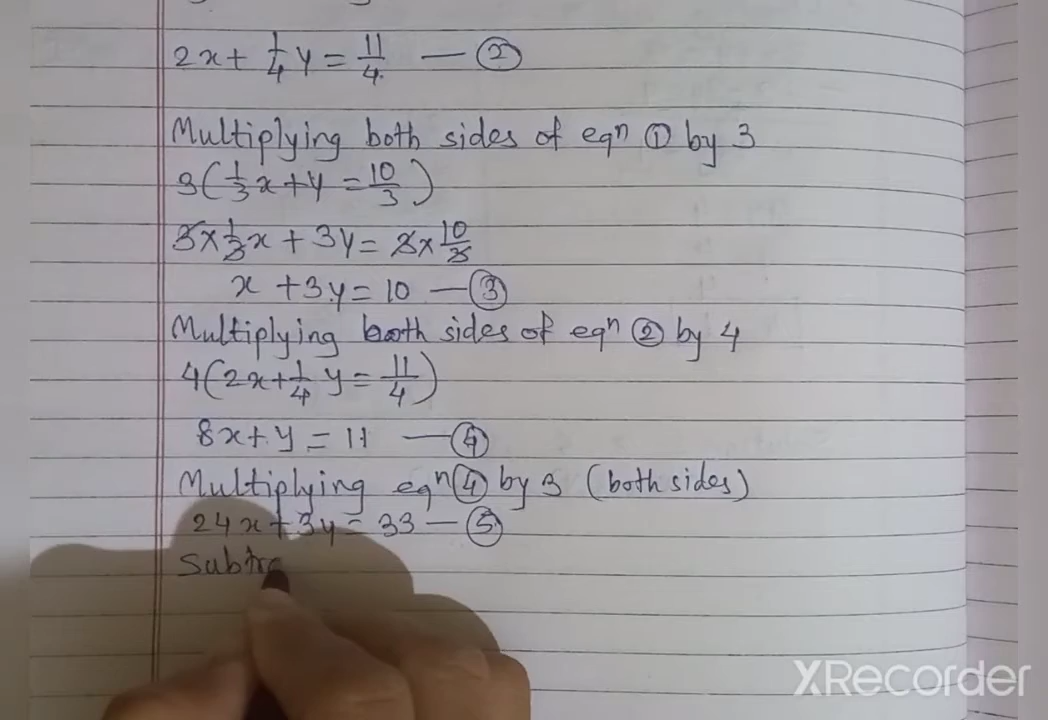 2x + 1/4 y = 11/4 — ②
Multiplying both sides of eqⁿ ① by 3
3(1/3 x + y = 10/3)
3 × 1/3 x + 3y = 3 × 10/3
x + 3y = 10 — ③
Multiplying both sides of eqⁿ ② by 4
4(2x + 1/4 y = 11/4)
8x + y = 11 — ④
Multiplying eqⁿ ④ by 3 (both sides)
24x + 3y = 33 — ⑤
Subtra
XRecorder